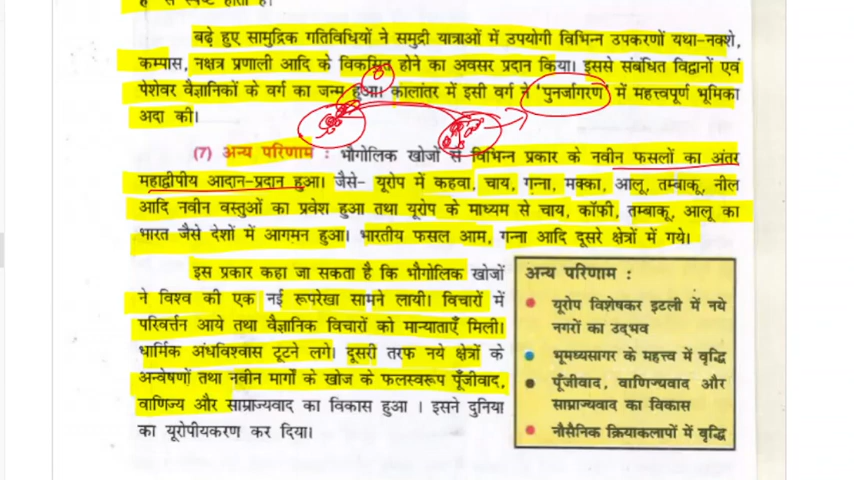 बढ़े हुए सामुद्रिक गतिविधियों ने समुद्री यात्राओं में उपयोगी विभिन्न उपकरणों यथा-नक्शे,
कम्पास, नक्षत्र प्रणाली आदि के विकसित होने का अवसर प्रदान किया। इससे संबंधित विद्वानों एवं
पेशेवर वैज्ञानिकों के वर्ग का जन्म हुआ। कालांतर में इसी वर्ग ने 'पुनर्जागरण' में महत्त्वपूर्ण भूमिका
अदा की।
(7) अन्य परिणाम : भौगोलिक खोजों से विभिन्न प्रकार के नवीन फसलों का अंतर
महाद्वीपीय आदान-प्रदान हुआ। जैसे- यूरोप में कहवा, चाय, गन्ना, मक्का, आलू, तम्बाकू, नील
आदि नवीन वस्तुओं का प्रवेश हुआ तथा यूरोप के माध्यम से चाय, कॉफी, तम्बाकू, आलू का
भारत जैसे देशों में आगमन हुआ। भारतीय फसल आम, गन्ना आदि दूसरे क्षेत्रों में गये।
इस प्रकार कहा जा सकता है कि भौगोलिक खोजों
ने विश्व की एक नई रूपरेखा सामने लायी। विचारों में
परिवर्त्तन आये तथा वैज्ञानिक विचारों को मान्यताएँ मिली।
धार्मिक अंधविश्वास टूटने लगे। दूसरी तरफ नये क्षेत्रों के
अन्वेषणों तथा नवीन मार्गों के खोज के फलस्वरूप पूँजीवाद,
वाणिज्य और साम्राज्यवाद का विकास हुआ । इसने दुनिया
का यूरोपीयकरण कर दिया।
अन्य परिणाम :
यूरोप विशेषकर इटली में नये
नगरों का उद्भव
भूमध्यसागर के महत्त्व में वृद्धि
पूँजीवाद, वाणिज्यवाद और
साम्राज्यवाद का विकास
नौसैनिक क्रियाकलापों में वृद्धि